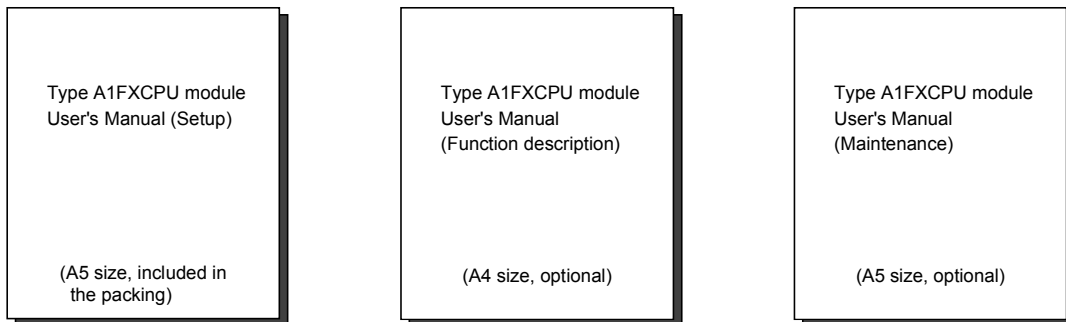 Type A1FXCPU module
User's Manual (Setup)
(A5 size, included in
the packing)
Type A1FXCPU module
User's Manual
(Function description)
(A4 size, optional)
Type A1FXCPU module
User's Manual
(Maintenance)
(A5 size, optional)